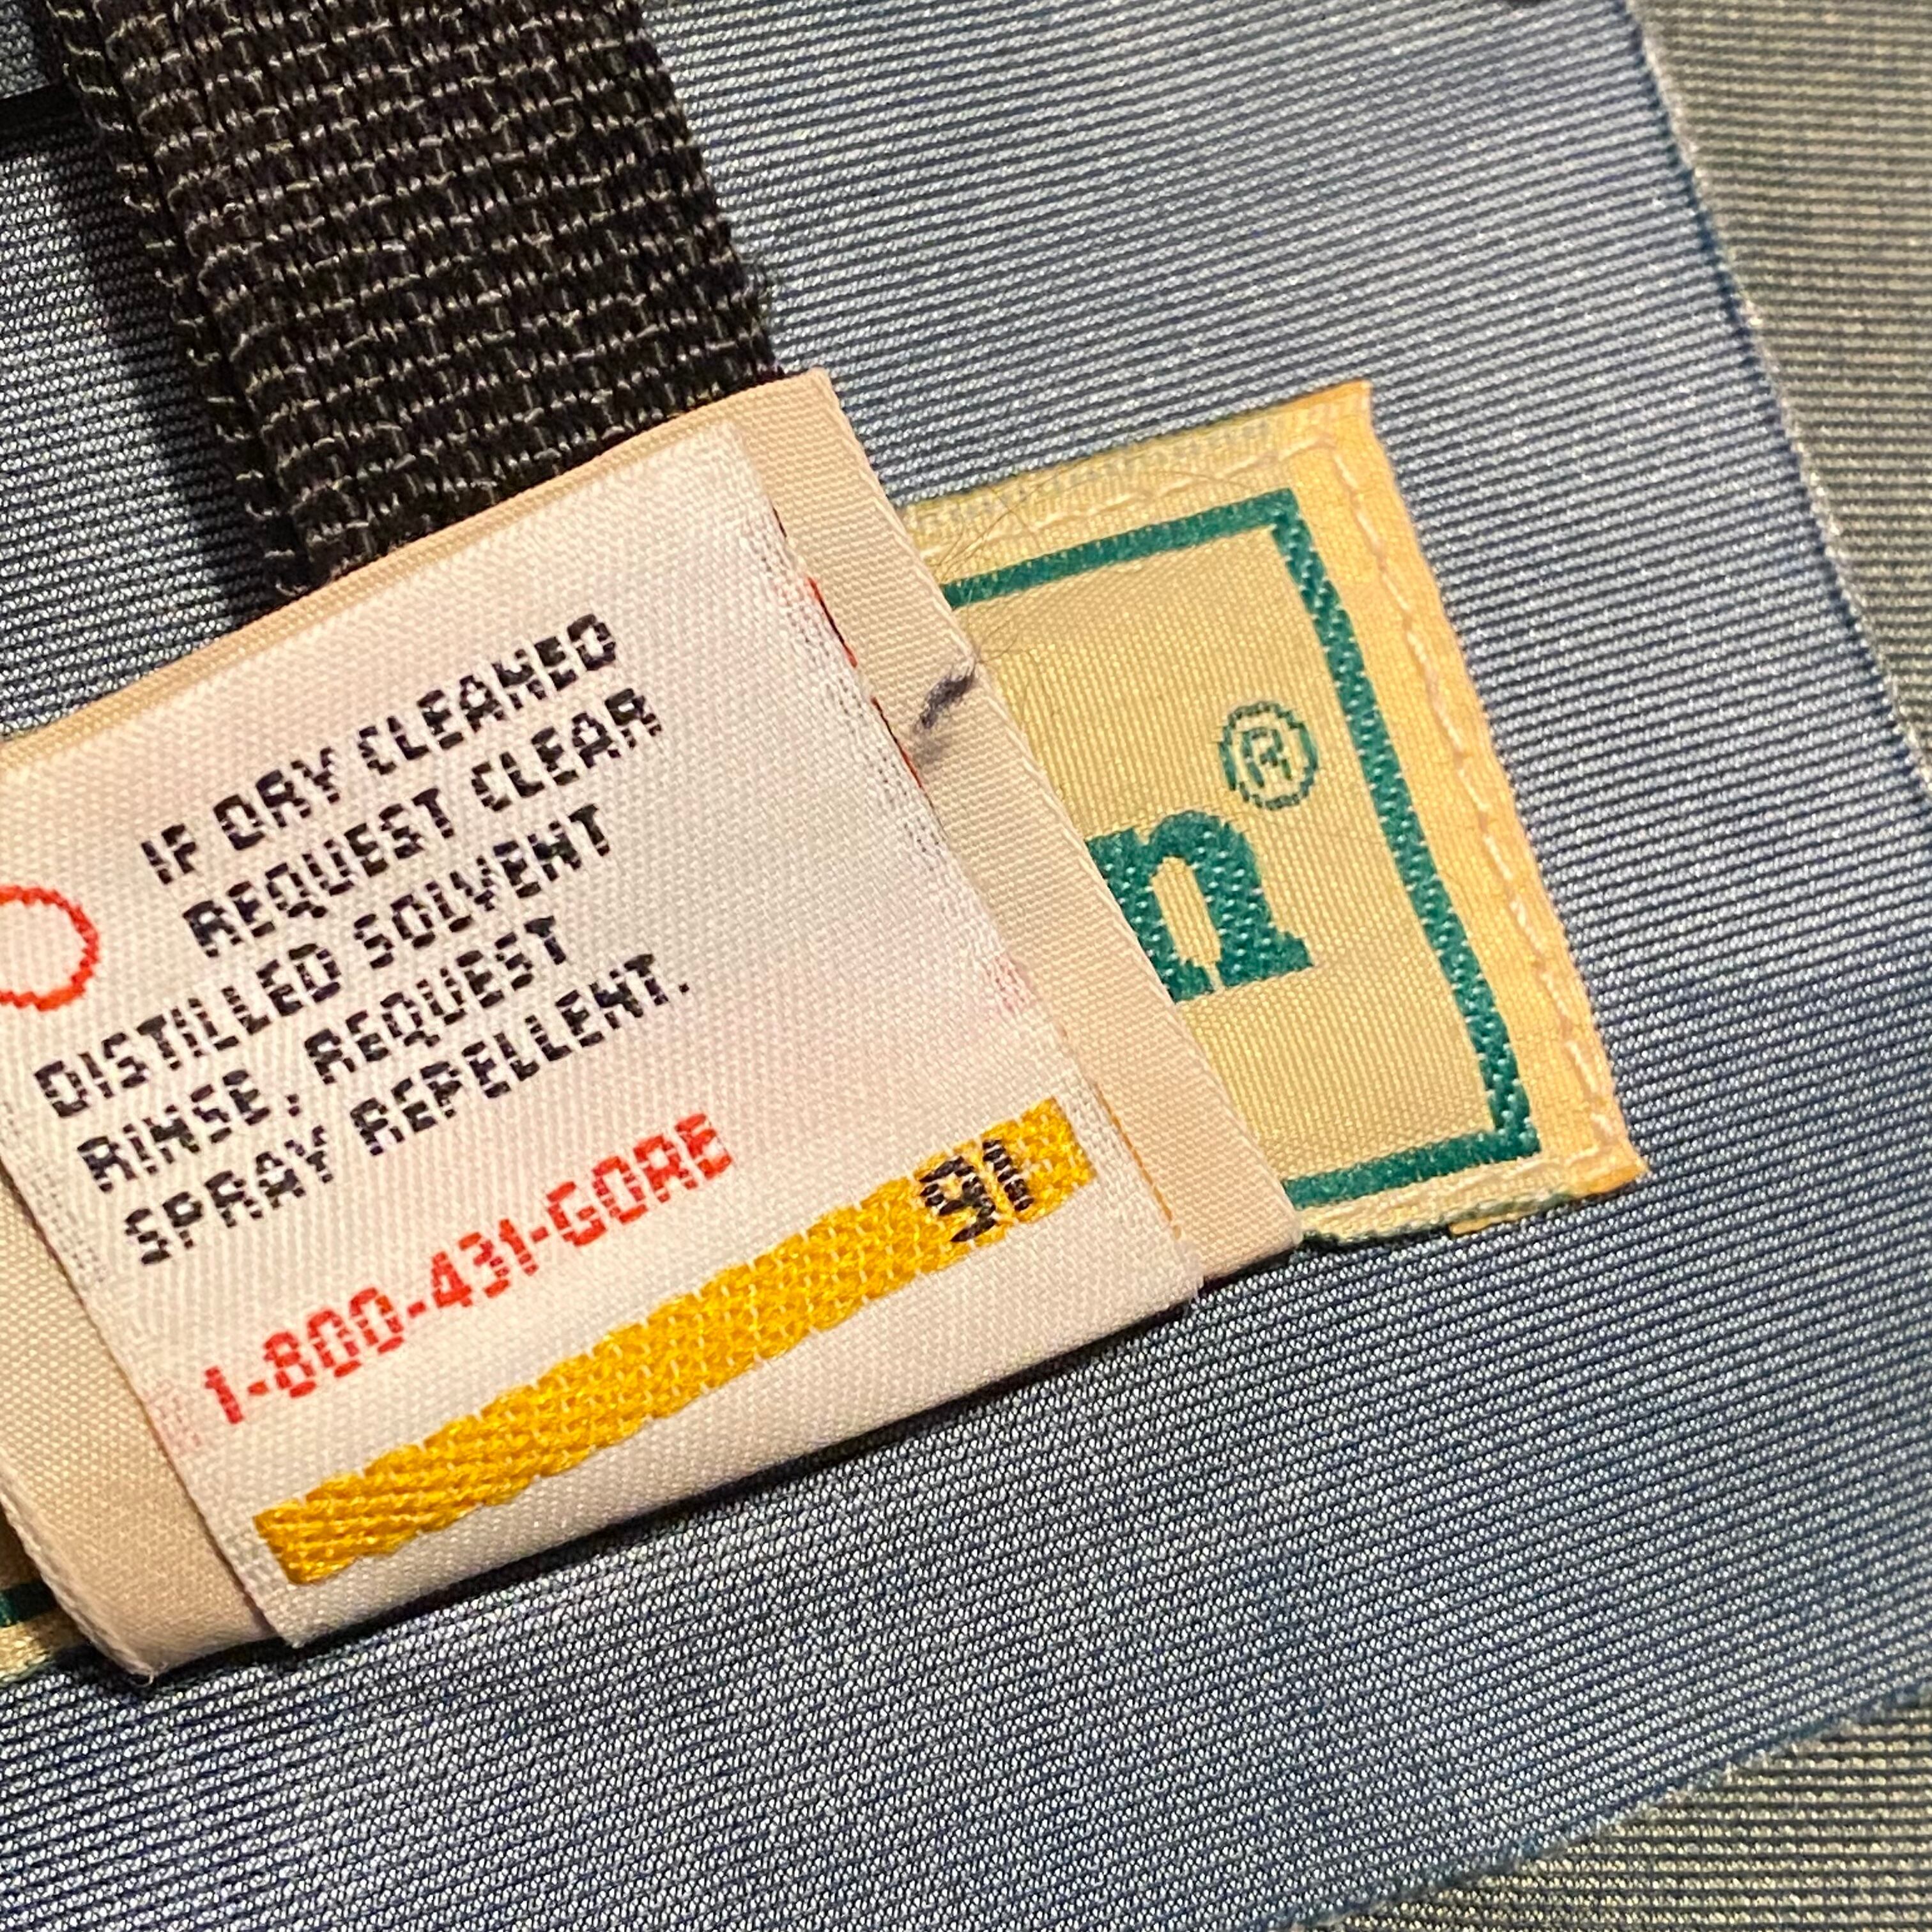 IF DRY CLEANED
REQUEST CLEAR
DISTILLED SOLVENT
RINSE, REQUEST
SPRAY REPELLENT.
1-800-431-GORE
91
n®